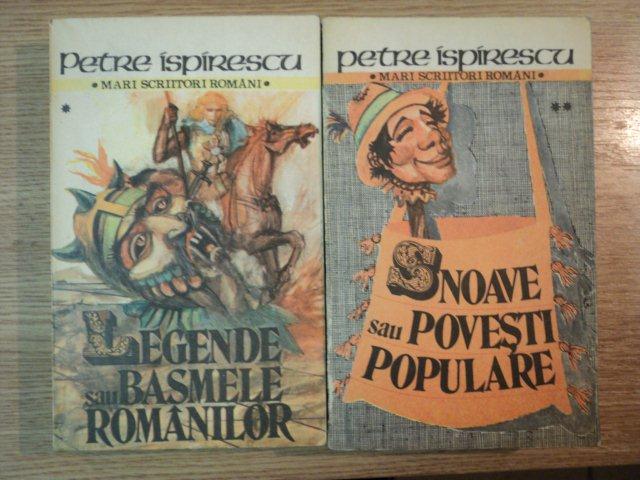 Petre ispirescu
• MARI SCRIITORI ROMÂNI •
*
LEGENDE
sau BASMELE
ROMÂNILOR
petre ispirescu
• MARI SCRIITORI ROMÂNI •
**
SNOAVE
sau POVEȘTI
POPULARE